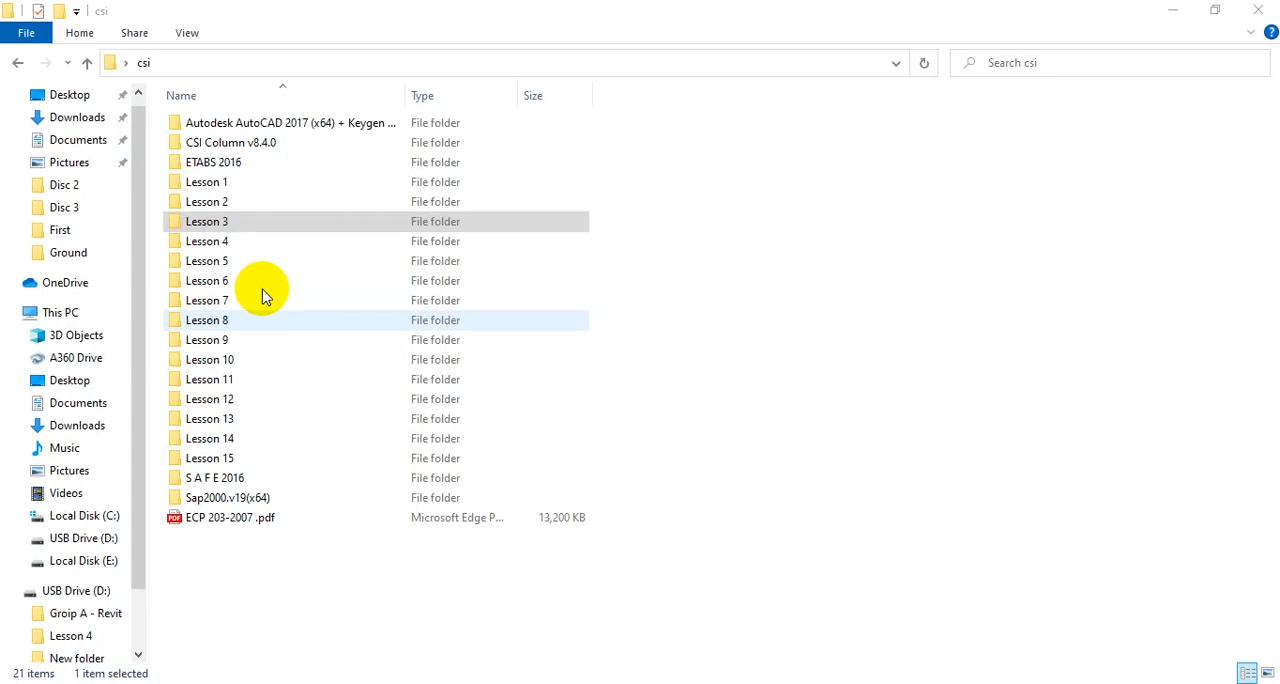 csi
File Home Share View
csi Search csi
Name Type Size
Autodesk AutoCAD 2017 (x64) + Keygen ... File folder
CSI Column v8.4.0 File folder
ETABS 2016 File folder
Lesson 1 File folder
Lesson 2 File folder
Lesson 3 File folder
Lesson 4 File folder
Lesson 5 File folder
Lesson 6 File folder
Lesson 7 File folder
Lesson 8 File folder
Lesson 9 File folder
Lesson 10 File folder
Lesson 11 File folder
Lesson 12 File folder
Lesson 13 File folder
Lesson 14 File folder
Lesson 15 File folder
S A F E 2016 File folder
Sap2000.v19(x64) File folder
PDF ECP 203-2007 .pdf Microsoft Edge P... 13,200 KB
Desktop
Downloads
Documents
Pictures
Disc 2
Disc 3
First
Ground
OneDrive
This PC
3D Objects
A360 Drive
Desktop
Documents
Downloads
Music
Pictures
Videos
Local Disk (C:)
USB Drive (D:)
Local Disk (E:)
USB Drive (D:)
Groip A - Revit
Lesson 4
New folder
21 items 1 item selected